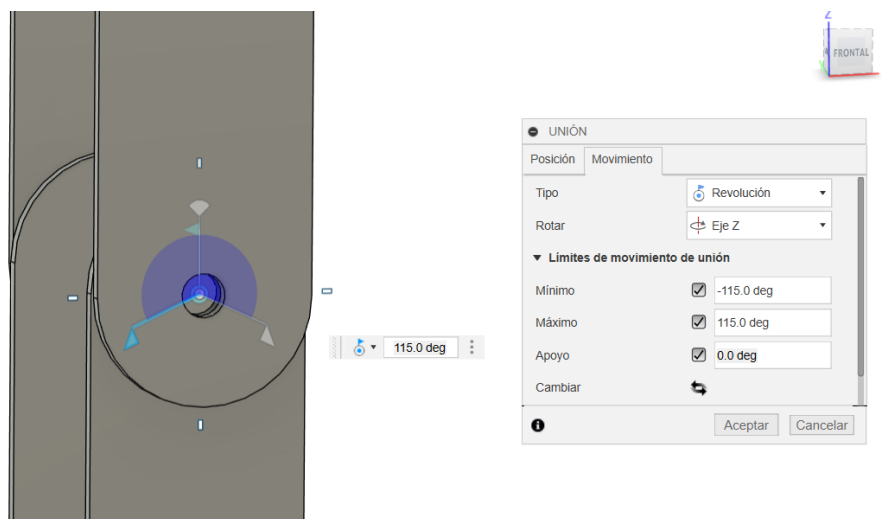 Z
FRONTAL
UNIÓN
Posición Movimiento
Tipo Revolución
Rotar Eje Z
Límites de movimiento de unión
Mínimo -115.0 deg
Máximo 115.0 deg
115.0 deg
Apoyo 0.0 deg
Cambiar
Aceptar Cancelar